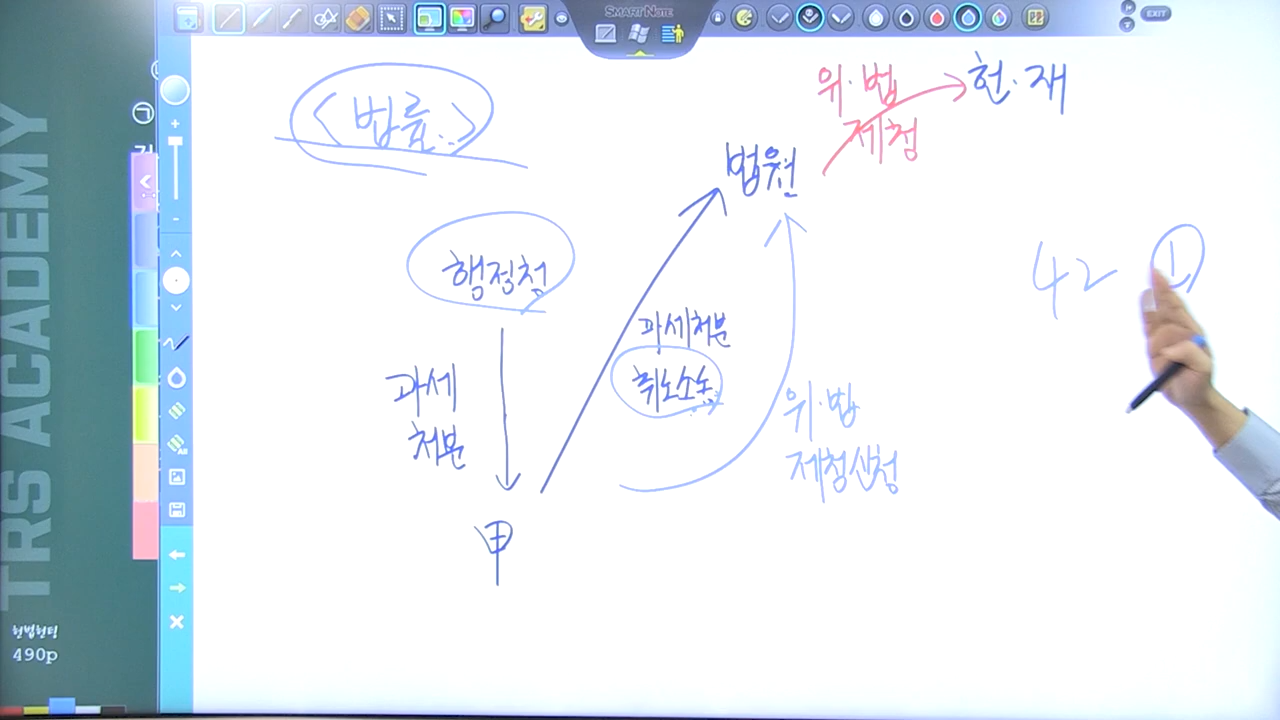 SMART NOTE
EXIT
위·법 → 헌·재
제청
<법률..>
법원
행정청
42 ①
과세처분
취소소송
과세
처분
위·법
제청신청
甲
TRS ACADEMY
헌법헌팅
490p